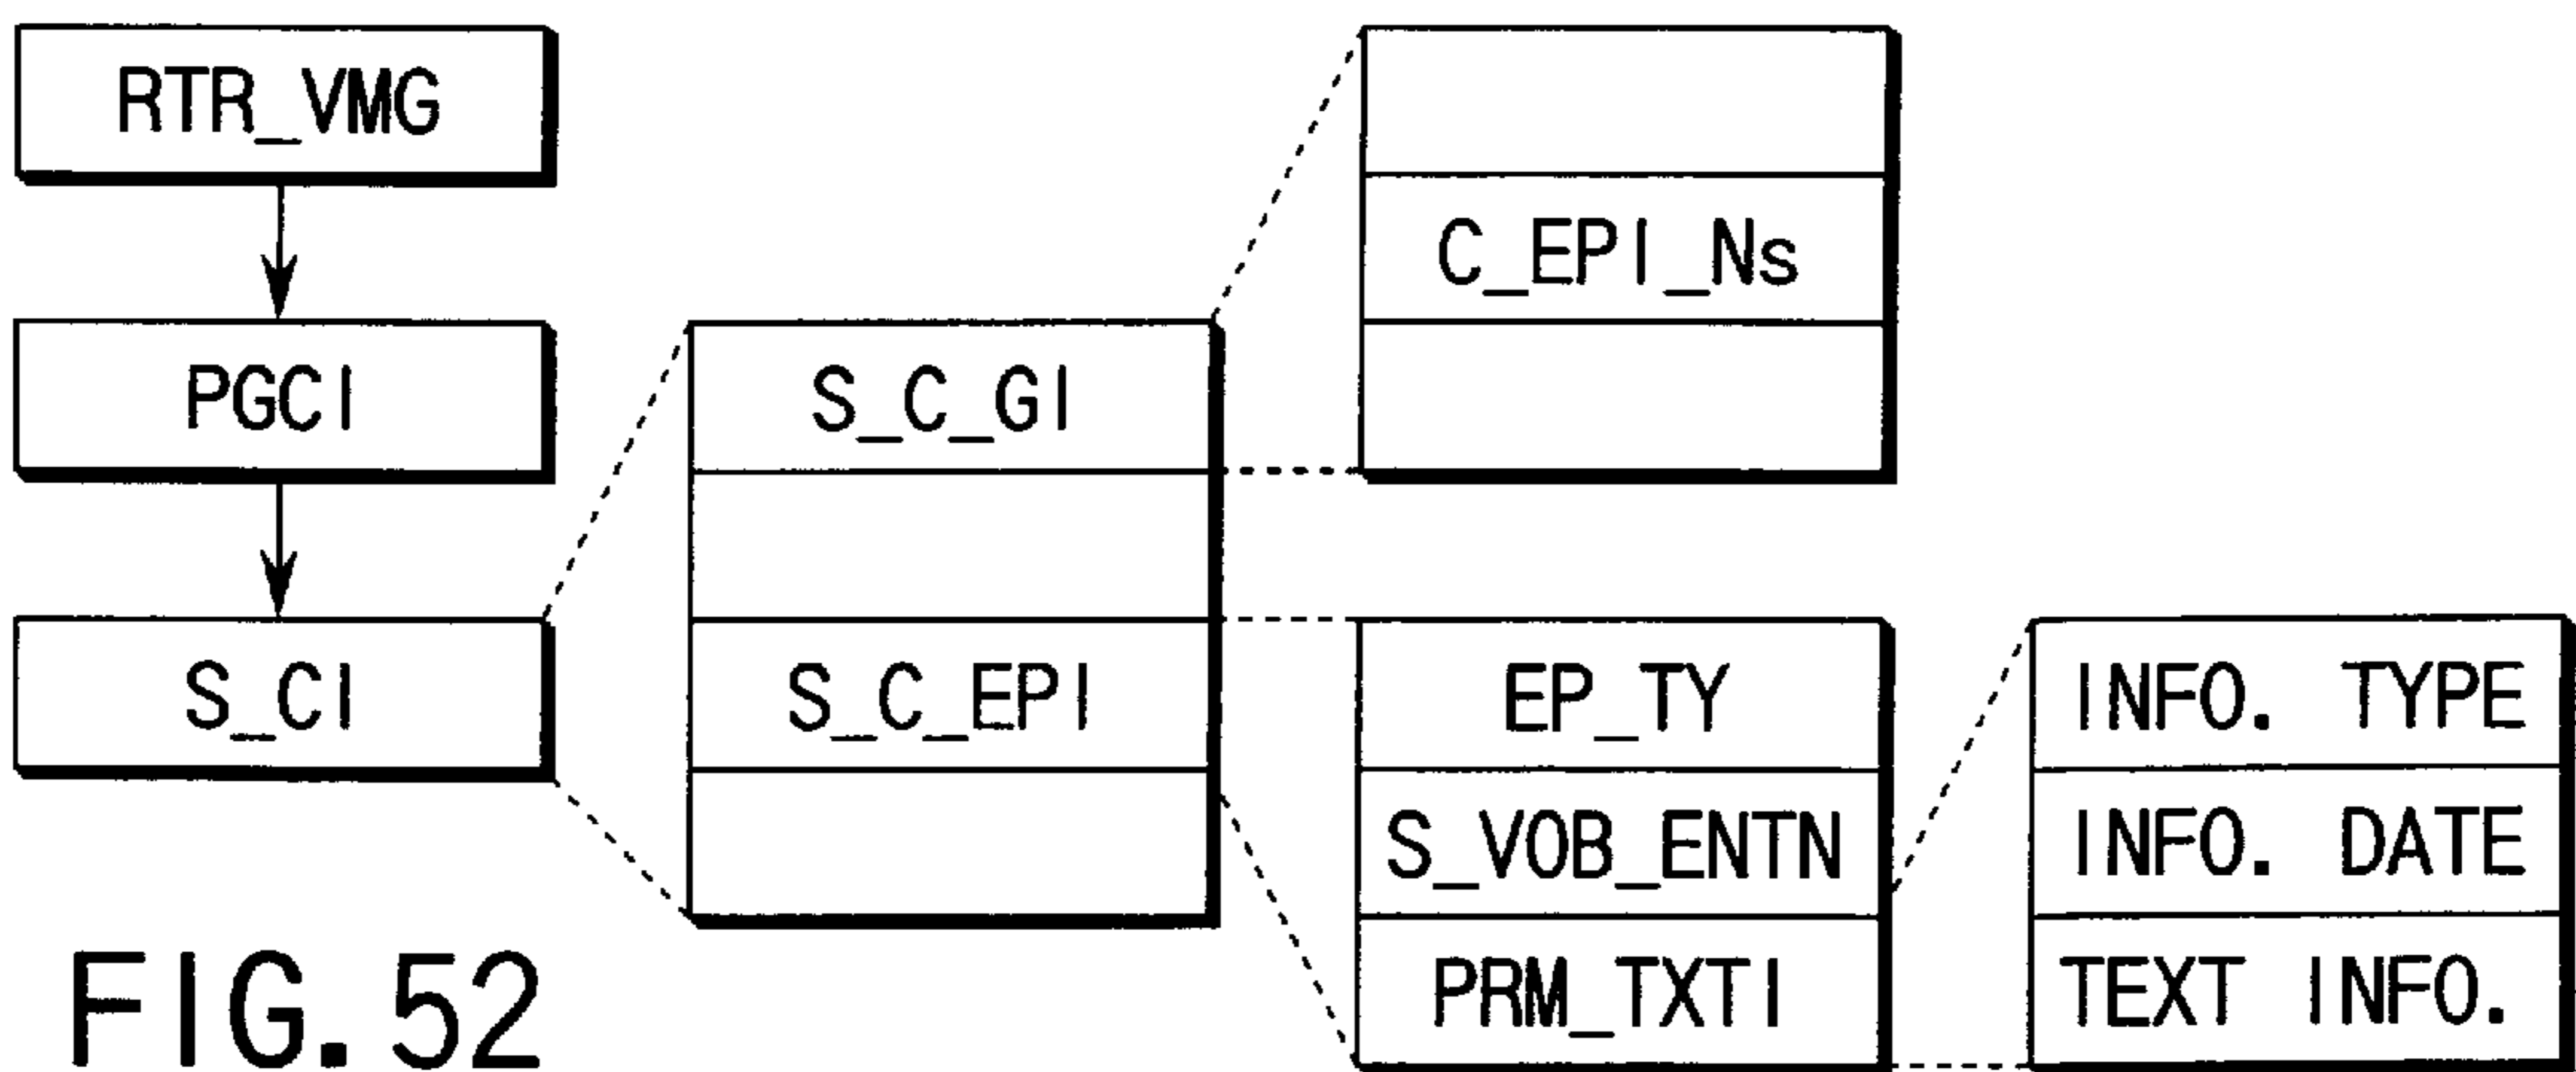 RTR_VMG
PGCI
S_CI
S_C_GI
S_C_EPI
C_EPI_Ns
EP_TY
S_VOB_ENTN
PRM_TXTI
INFO. TYPE
INFO. DATE
TEXT INFO.
FIG. 52